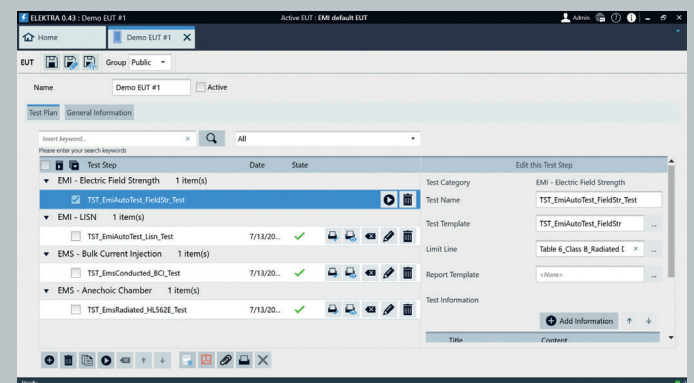 ELEKTRA 0.43 : Demo EUT #1 Active EUT : EMI default EUT Admin
Home Demo EUT #1
EUT Group Public
Name Demo EUT #1 Active
Test Plan General Information
Insert keyword... All
Please enter your search keywords
Test Step Date State Edit this Test Step
EMI - Electric Field Strength 1 item(s) Test Category EMI - Electric Field Strength
TST_EmiAutoTest_FieldStr_Test Test Name TST_EmiAutoTest_FieldStr_Test
EMI - LISN 1 item(s) Test Template TST_EmiAutoTest_FieldStr ...
TST_EmiAutoTest_Lisn_Test 7/13/20... Limit Line Table 6_Class B_Radiated ...
EMS - Bulk Current Injection 1 item(s) Report Template <None> ...
TST_EmsConducted_BCI_Test 7/13/20...
EMS - Anechoic Chamber 1 item(s) Test Information
TST_EmsRadiated_HL562E_Test 7/13/20... Add Information
Title Content
Ready